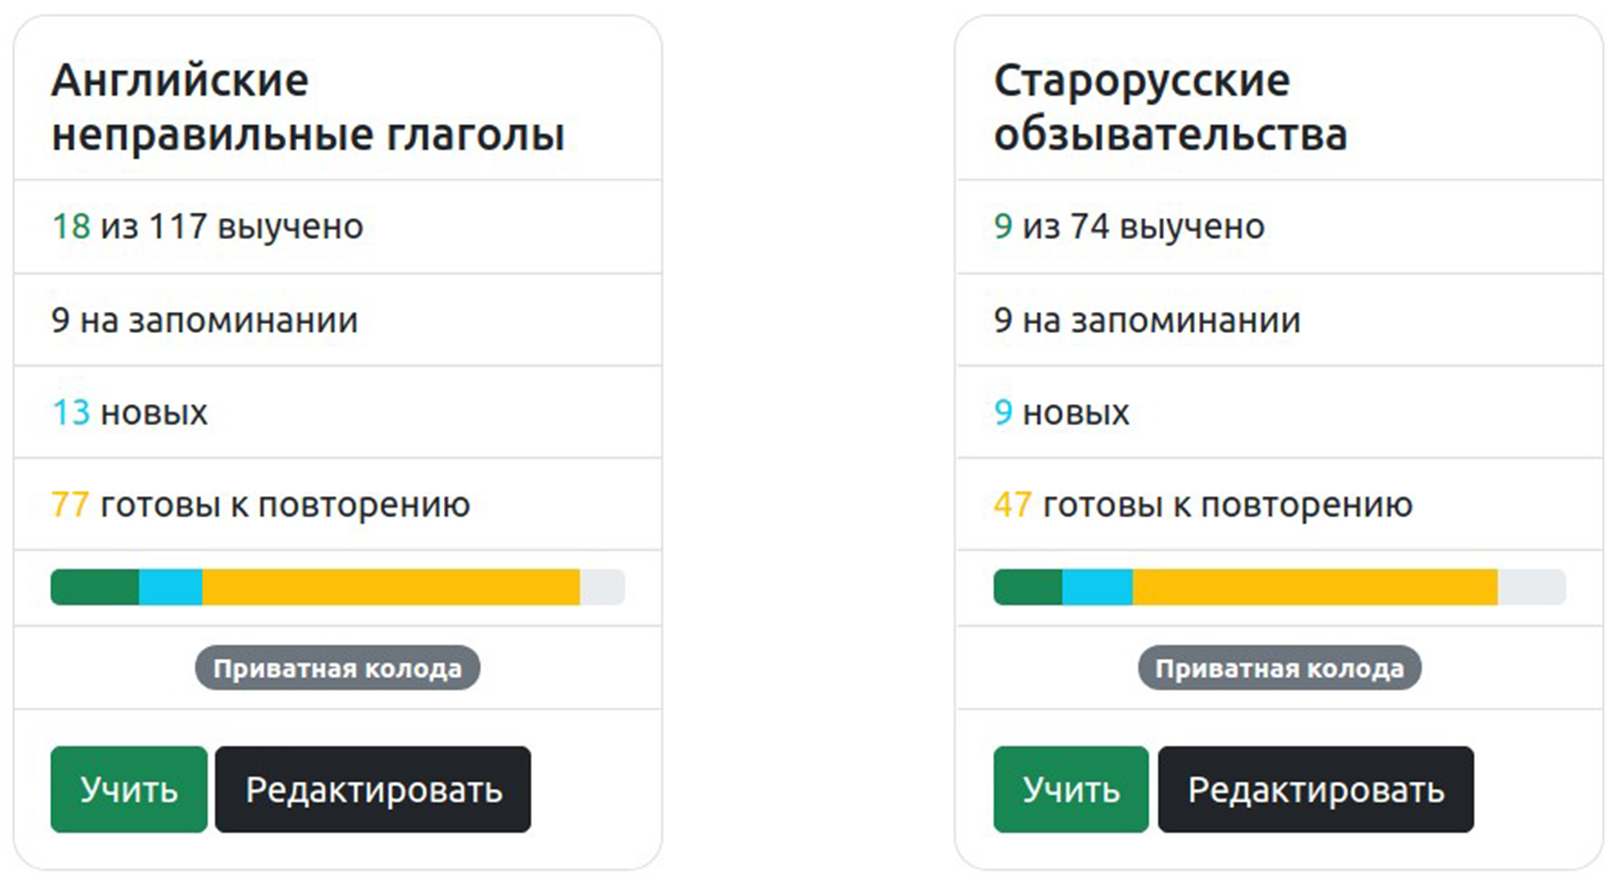 Английские
неправильные глаголы
18 из 117 выучено
9 на запоминании
13 новых
77 готовы к повторению
Приватная колода
Учить
Редактировать
Старорусские
обзывательства
9 из 74 выучено
9 на запоминании
9 новых
47 готовы к повторению
Приватная колода
Учить
Редактировать